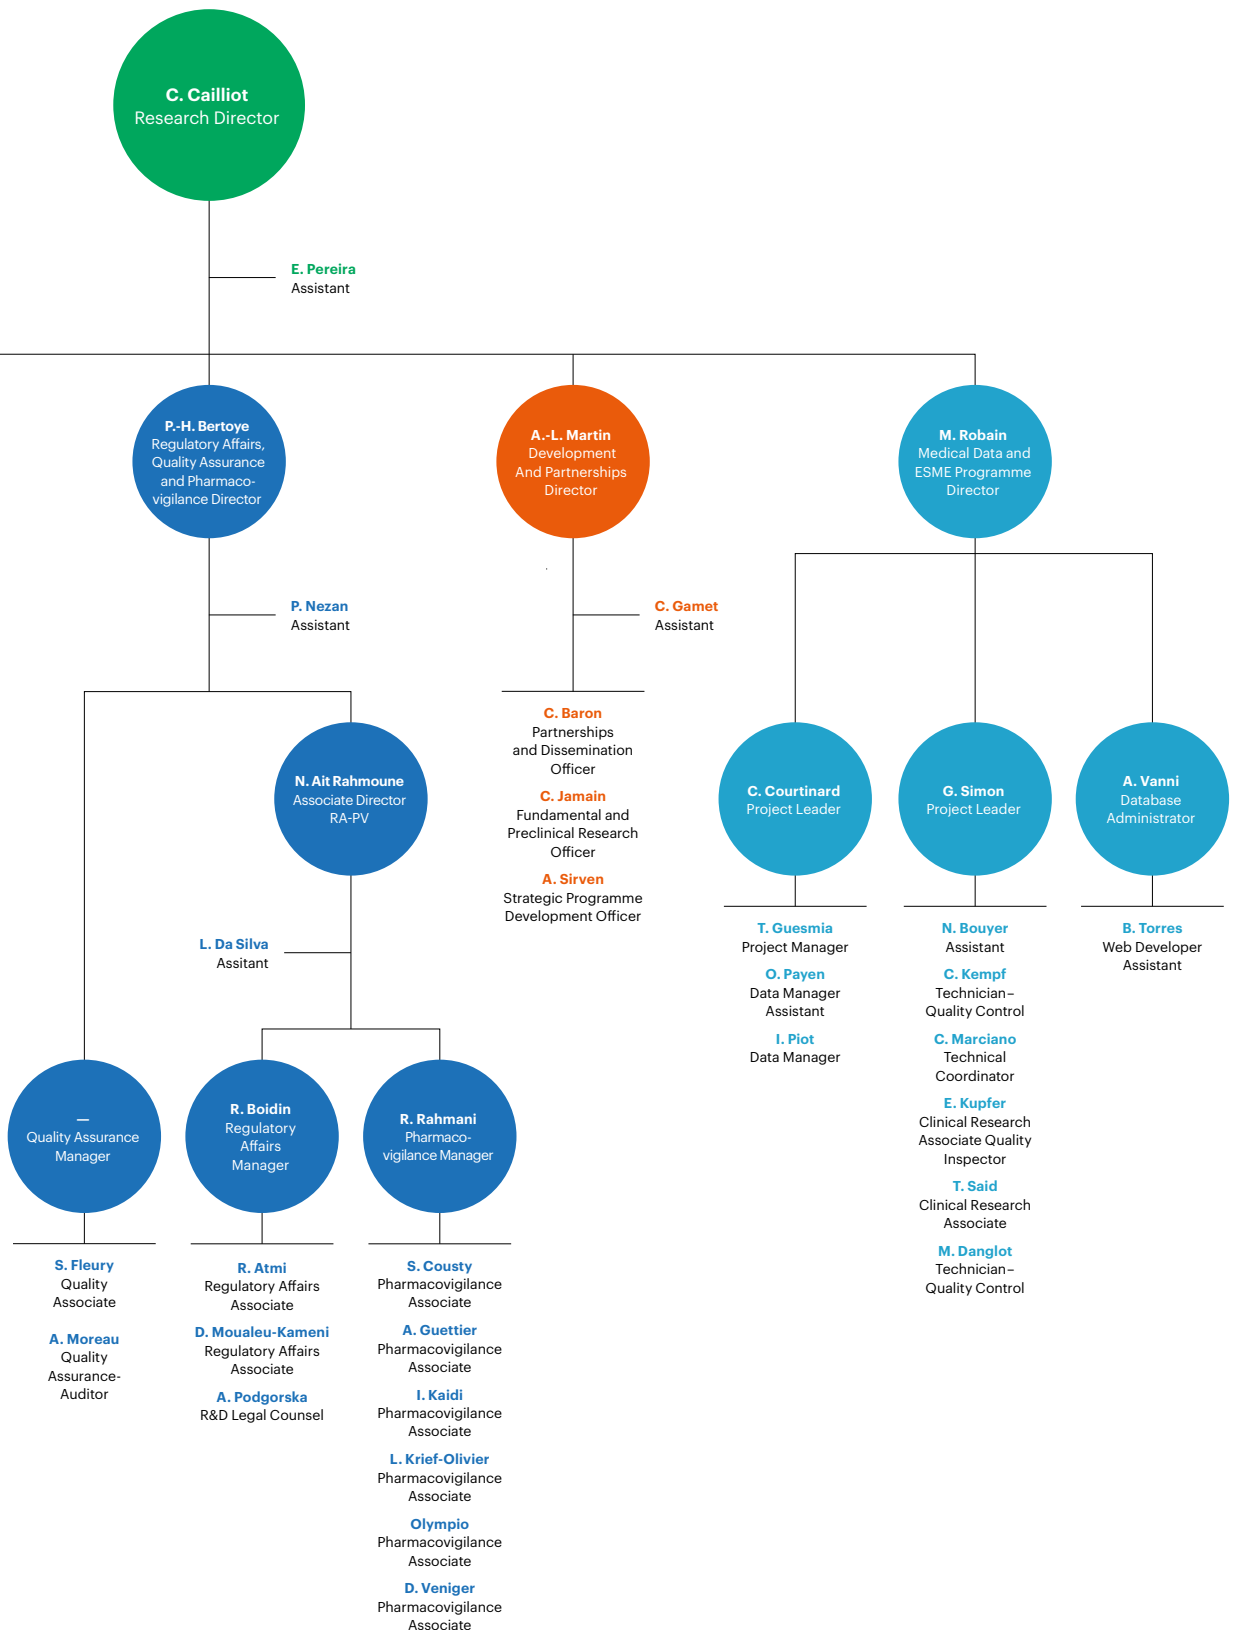 C. Cailliot
Research Director
E. Pereira
Assistant
P.-H. Bertoye
Regulatory Affairs,
Quality Assurance
and Pharmaco-
vigilance Director
A.-L. Martin
Development
And Partnerships
Director
M. Robain
Medical Data and
ESME Programme
Director
P. Nezan
Assistant
C. Gamet
Assistant
N. Ait Rahmoune
Associate Director
RA-PV
L. Da Silva
Assitant
—
Quality Assurance
Manager
S. Fleury
Quality
Associate
A. Moreau
Quality
Assurance-
Auditor
R. Boidin
Regulatory
Affairs
Manager
R. Atmi
Regulatory Affairs
Associate
D. Moualeu-Kameni
Regulatory Affairs
Associate
A. Podgorska
R&D Legal Counsel
R. Rahmani
Pharmaco-
vigilance Manager
S. Cousty
Pharmacovigilance
Associate
A. Guettier
Pharmacovigilance
Associate
I. Kaidi
Pharmacovigilance
Associate
L. Krief-Olivier
Pharmacovigilance
Associate
Olympio
Pharmacovigilance
Associate
D. Veniger
Pharmacovigilance
Associate
C. Baron
Partnerships
and Dissemination
Officer
C. Jamain
Fundamental and
Preclinical Research
Officer
A. Sirven
Strategic Programme
Development Officer
C. Courtinard
Project Leader
T. Guesmia
Project Manager
O. Payen
Data Manager
Assistant
I. Piot
Data Manager
G. Simon
Project Leader
N. Bouyer
Assistant
C. Kempf
Technician–
Quality Control
C. Marciano
Technical
Coordinator
E. Kupfer
Clinical Research
Associate Quality
Inspector
T. Said
Clinical Research
Associate
M. Danglot
Technician–
Quality Control
A. Vanni
Database
Administrator
B. Torres
Web Developer
Assistant